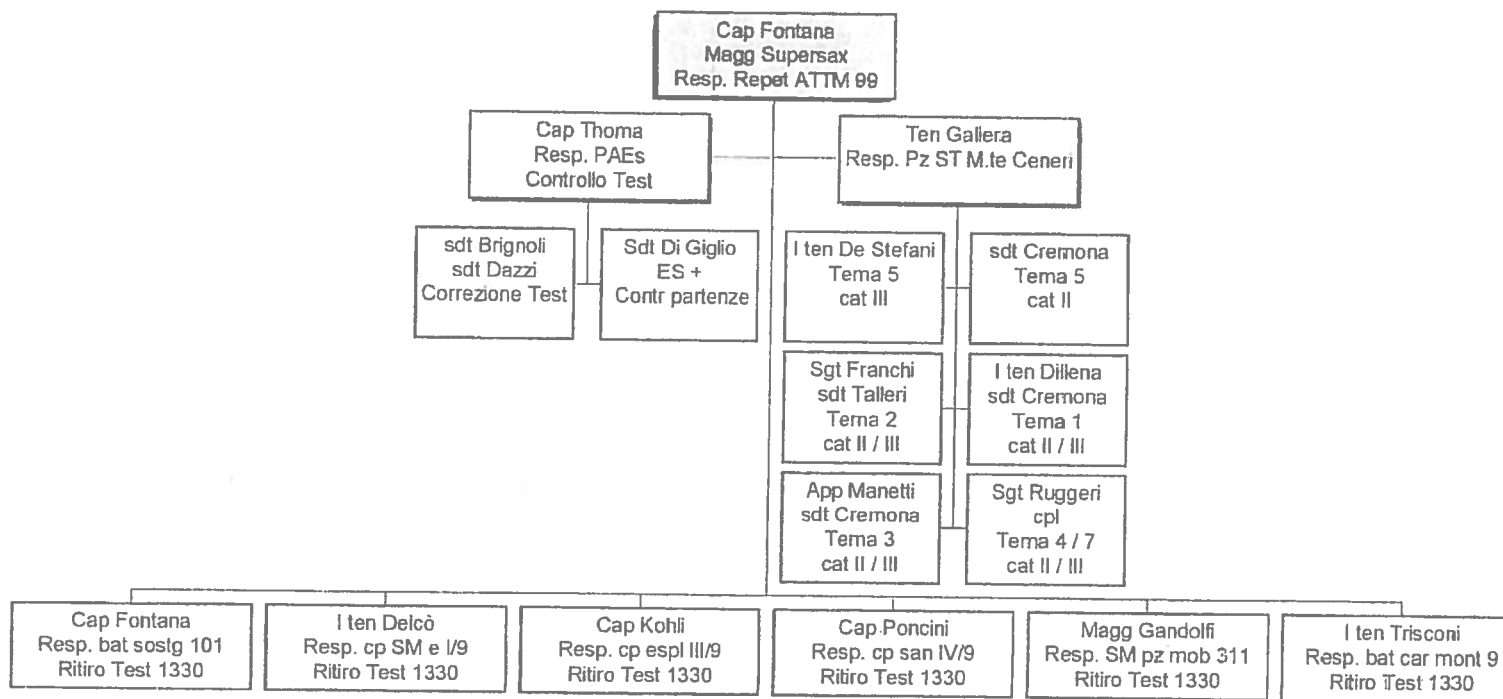 Cap Fontana
Magg Supersax
Resp. Repet ATTM 99
Cap Thoma
Resp. PAEs
Controllo Test
Ten Gallera
Resp. Pz ST M.te Ceneri
sdt Brignoli
sdt Dazzi
Correzione Test
Sdt Di Giglio
ES +
Contr partenze
I ten De Stefani
Tema 5
cat III
sdt Cremona
Tema 5
cat II
Sgt Franchi
sdt Talleri
Tema 2
cat II / III
I ten Dillena
sdt Cremona
Tema 1
cat II / III
App Manetti
sdt Cremona
Tema 3
cat II / III
Sgt Ruggeri
cpl
Tema 4 / 7
cat II / III
Cap Fontana
Resp. bat sostg 101
Ritiro Test 1330
I ten Delcò
Resp. cp SM e I/9
Ritiro Test 1330
Cap Kohli
Resp. cp espl III/9
Ritiro Test 1330
Cap Poncini
Resp. cp san IV/9
Ritiro Test 1330
Magg Gandolfi
Resp. SM pz mob 311
Ritiro Test 1330
I ten Trisconi
Resp. bat car mont 9
Ritiro Test 1330